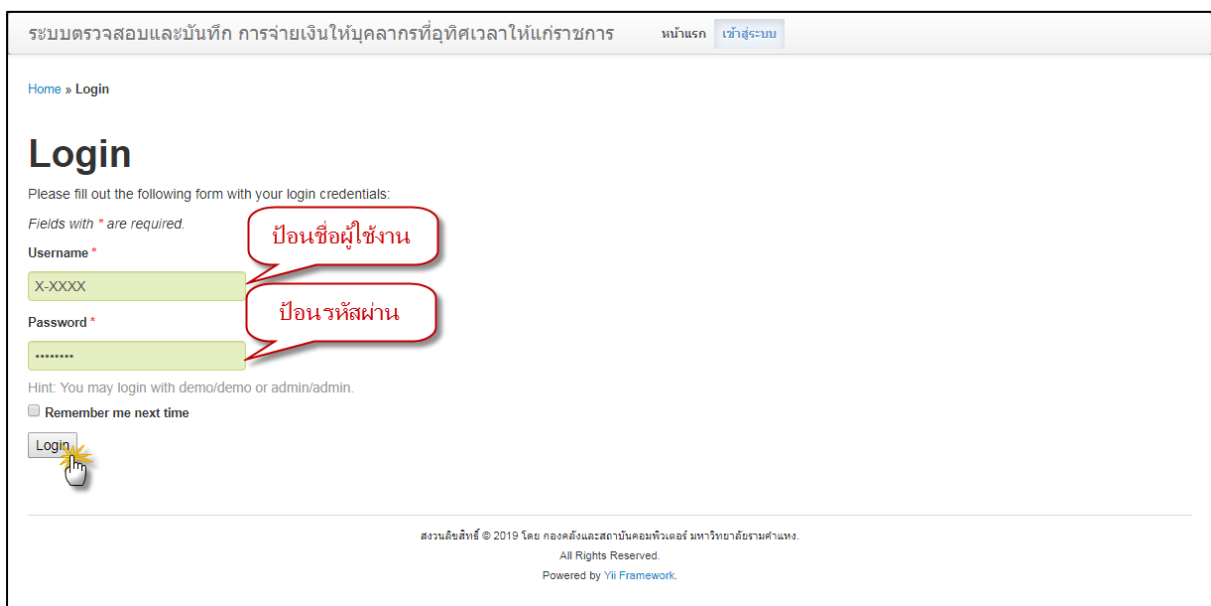 ระบบตรวจสอบและบันทึก การจ่ายเงินให้บุคลากรที่อุทิศเวลาให้แก่ราชการ หน้าแรก เข้าสู่ระบบ
Home » Login
Login
Please fill out the following form with your login credentials:
Fields with * are required.
ป้อนชื่อผู้ใช้งาน
Username *
X-XXXX
ป้อนรหัสผ่าน
Password *
••••••••
Hint: You may login with demo/demo or admin/admin.
Remember me next time
Login
สงวนลิขสิทธิ์ © 2019 โดย กองคลังและสถาบันคอมพิวเตอร์ มหาวิทยาลัยรามคำแหง.
All Rights Reserved.
Powered by Yii Framework.